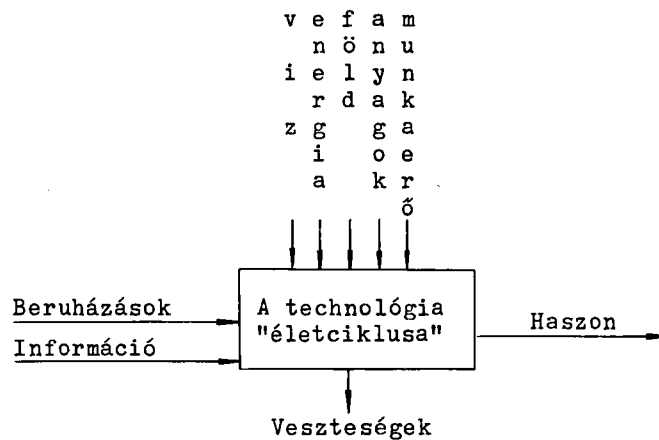 viz
energia
föld
anyagok
munkaerő
Beruházások
Információ
A technológia
"életciklusa"
Haszon
Veszteségek